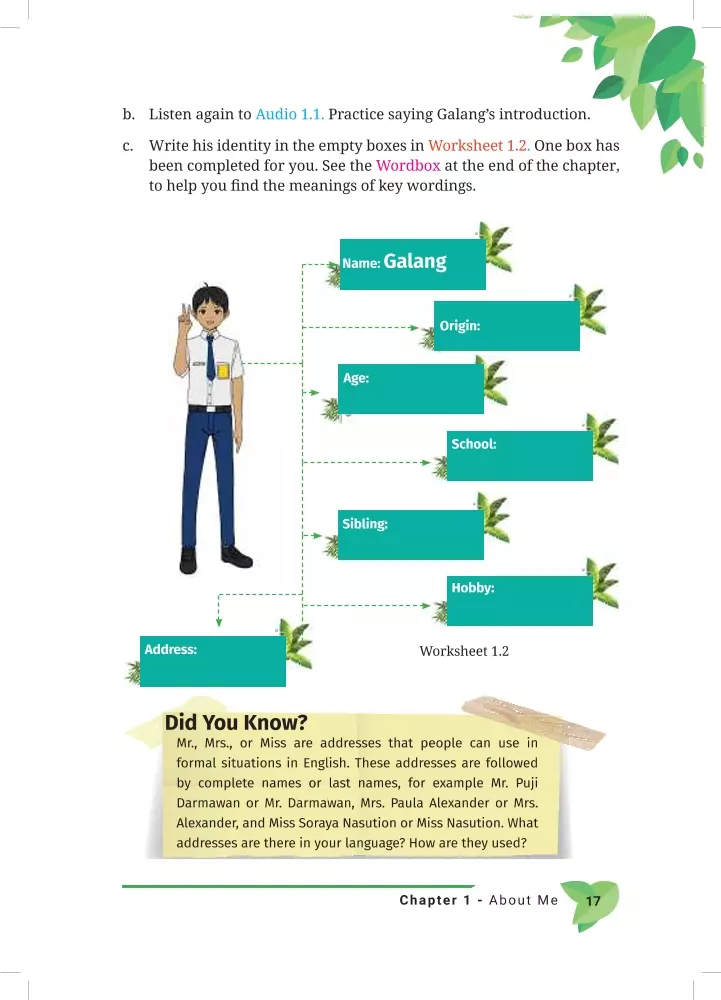 b. Listen again to Audio 1.1. Practice saying Galang’s introduction.
c. Write his identity in the empty boxes in Worksheet 1.2. One box has
been completed for you. See the Wordbox at the end of the chapter,
to help you find the meanings of key wordings.
Name: Galang
Origin:
Age:
School:
Sibling:
Hobby:
Address:
Worksheet 1.2
Did You Know?
Mr., Mrs., or Miss are addresses that people can use in
formal situations in English. These addresses are followed
by complete names or last names, for example Mr. Puji
Darmawan or Mr. Darmawan, Mrs. Paula Alexander or Mrs.
Alexander, and Miss Soraya Nasution or Miss Nasution. What
addresses are there in your language? How are they used?
Chapter 1 - About Me 17